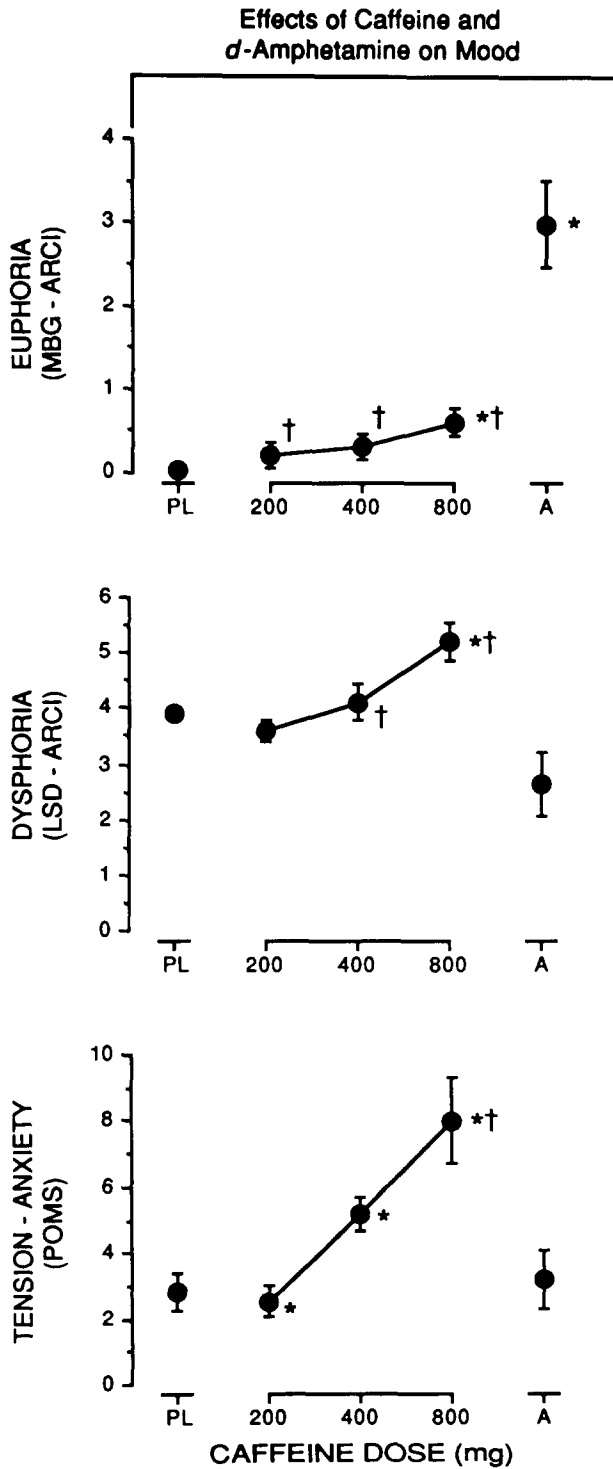 Effects of Caffeine and
d-Amphetamine on Mood
EUPHORIA
(MBG - ARCI)
4
3
2
1
0
*
†
†
*†
PL
200
400
800
A
DYSPHORIA
(LSD - ARCI)
6
5
4
3
2
1
0
*†
†
PL
200
400
800
A
TENSION - ANXIETY
(POMS)
10
8
6
4
2
0
*†
*
*
PL
200
400
800
A
CAFFEINE DOSE (mg)